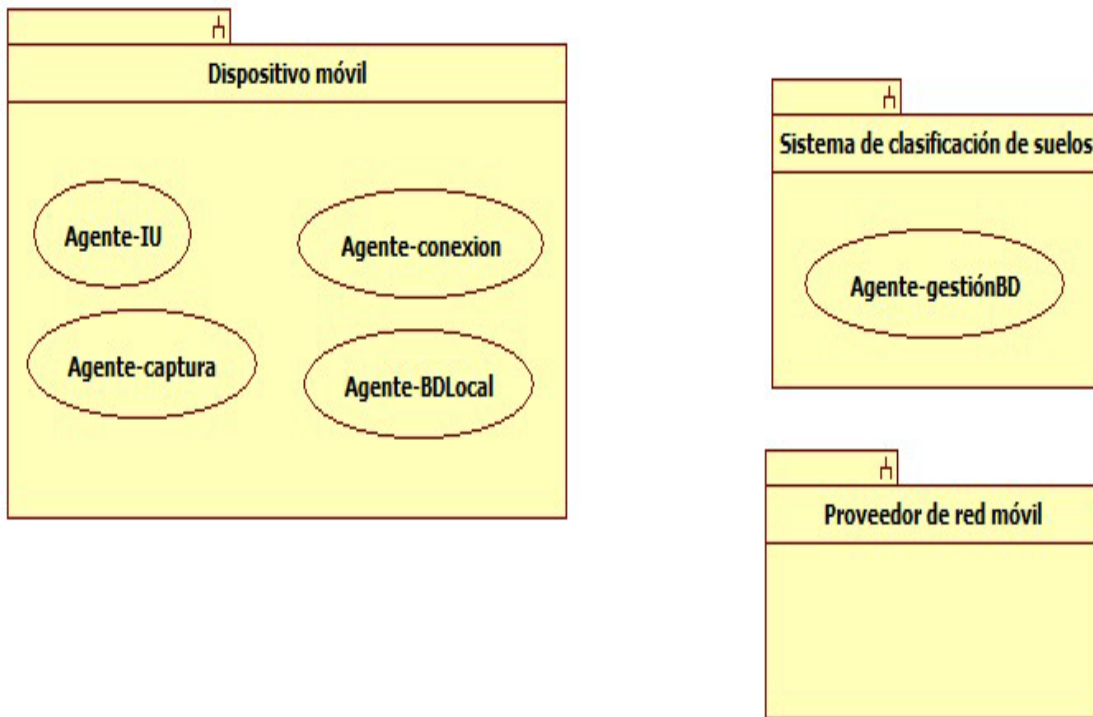 Dispositivo móvil
Agente-IU
Agente-conexion
Agente-captura
Agente-BDLocal
Sistema de clasificación de suelos
Agente-gestiónBD
Proveedor de red móvil